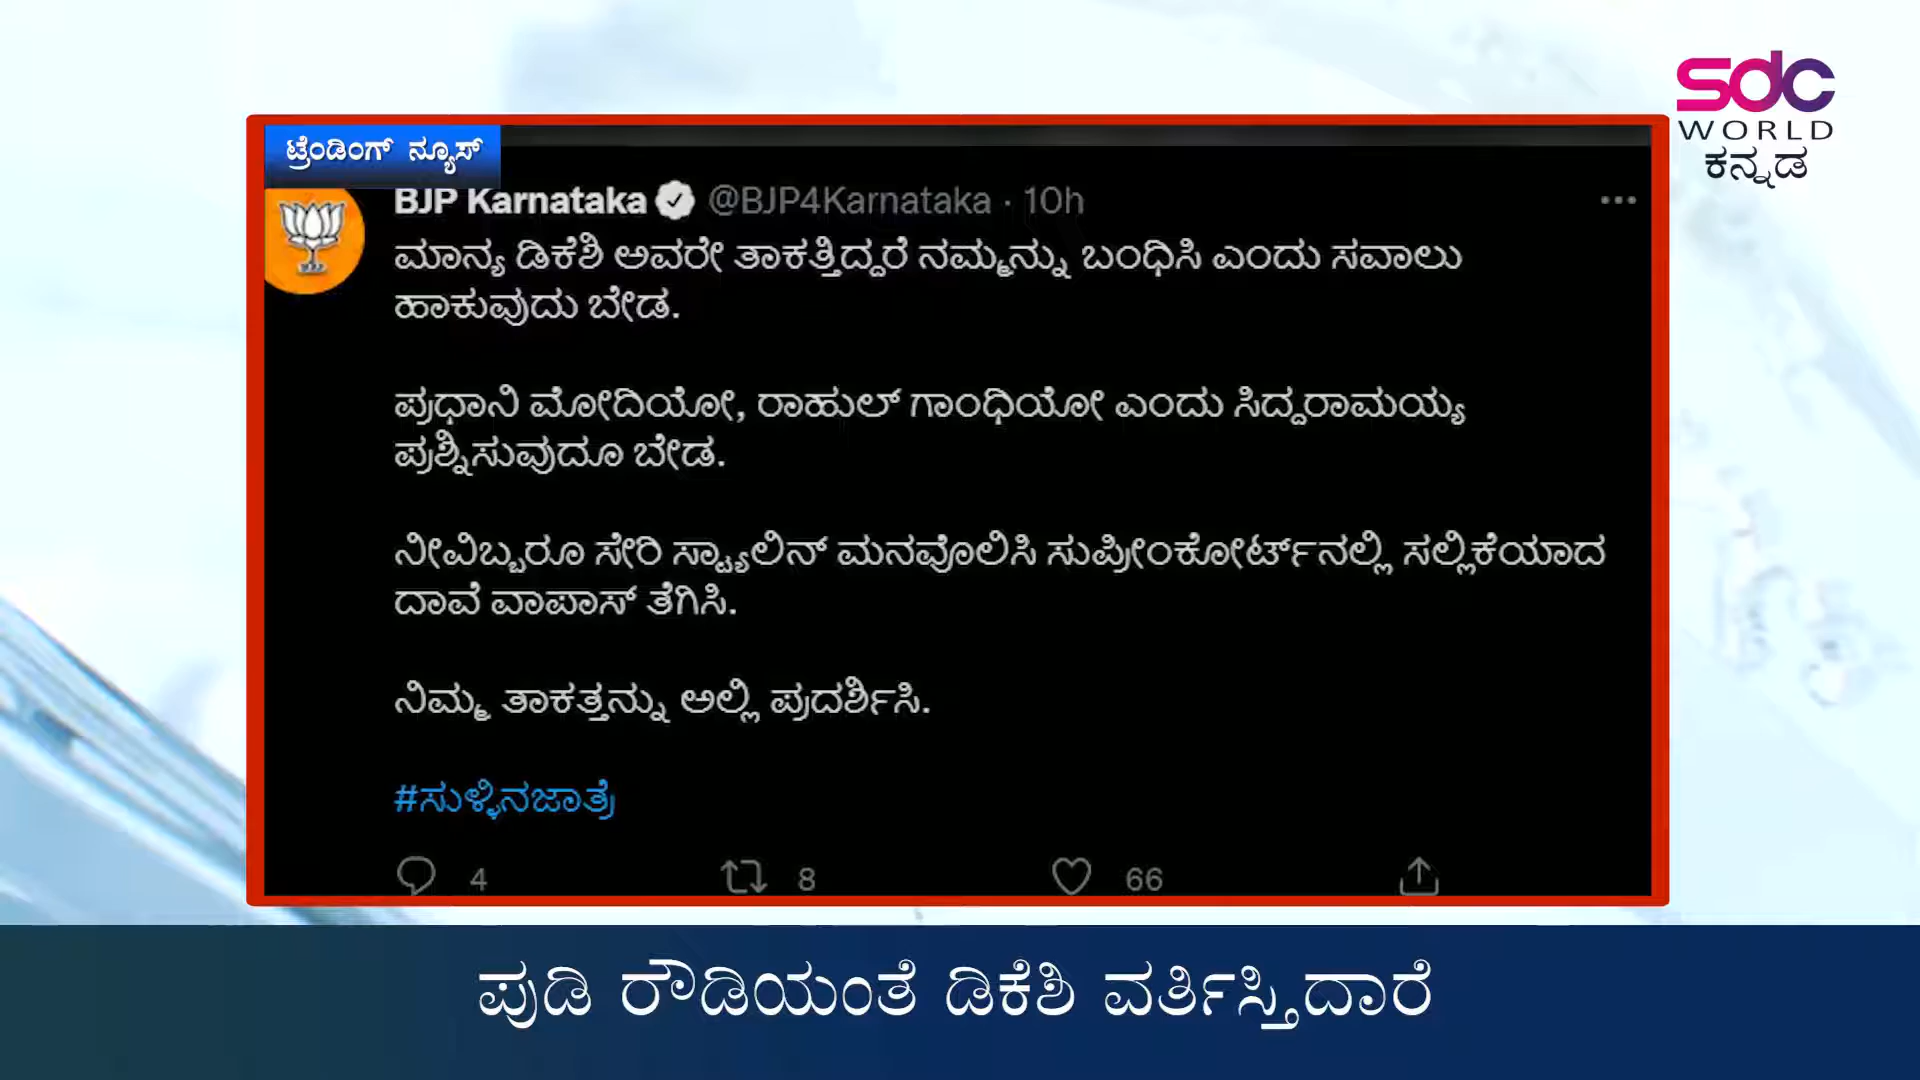 sdc
WORLD
ಕನ್ನಡ
ಟ್ರೆಂಡಿಂಗ್ ನ್ಯೂಸ್
BJP Karnataka @BJP4Karnataka · 10h
ಮಾನ್ಯ ಡಿಕೆಶಿ ಅವರೇ ತಾಕತ್ತಿದ್ದರೆ ನಮ್ಮನ್ನು ಬಂಧಿಸಿ ಎಂದು ಸವಾಲು
ಹಾಕುವುದು ಬೇಡ.
ಪ್ರಧಾನಿ ಮೋದಿಯೋ, ರಾಹುಲ್ ಗಾಂಧಿಯೋ ಎಂದು ಸಿದ್ದರಾಮಯ್ಯ
ಪ್ರಶ್ನಿಸುವುದೂ ಬೇಡ.
ನೀವಿಬ್ಬರೂ ಸೇರಿ ಸ್ಟ್ಯಾಲಿನ್ ಮನವೊಲಿಸಿ ಸುಪ್ರೀಂಕೋರ್ಟ್‌ನಲ್ಲಿ ಸಲ್ಲಿಕೆಯಾದ
ದಾವೆ ವಾಪಾಸ್ ತೆಗಿಸಿ.
ನಿಮ್ಮ ತಾಕತ್ತನ್ನು ಅಲ್ಲಿ ಪ್ರದರ್ಶಿಸಿ.
#ಸುಳ್ಳಿನಜಾತ್ರೆ
4 8 66
ಪುಡಿ ರೌಡಿಯಂತೆ ಡಿಕೆಶಿ ವರ್ತಿಸ್ತಿದಾರೆ